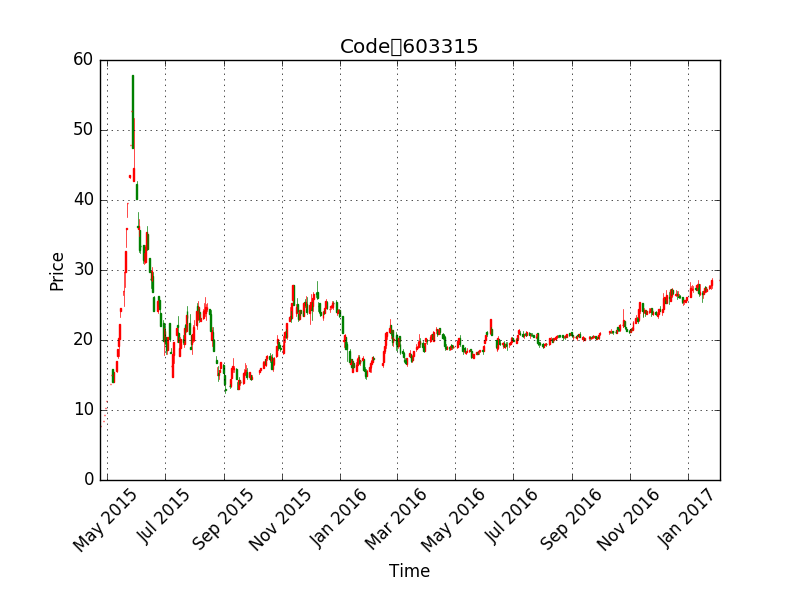 Code▯603315
60
50
40
30
20
10
0
Price
May 2015
Jul 2015
Sep 2015
Nov 2015
Jan 2016
Mar 2016
May 2016
Jul 2016
Sep 2016
Nov 2016
Jan 2017
Time